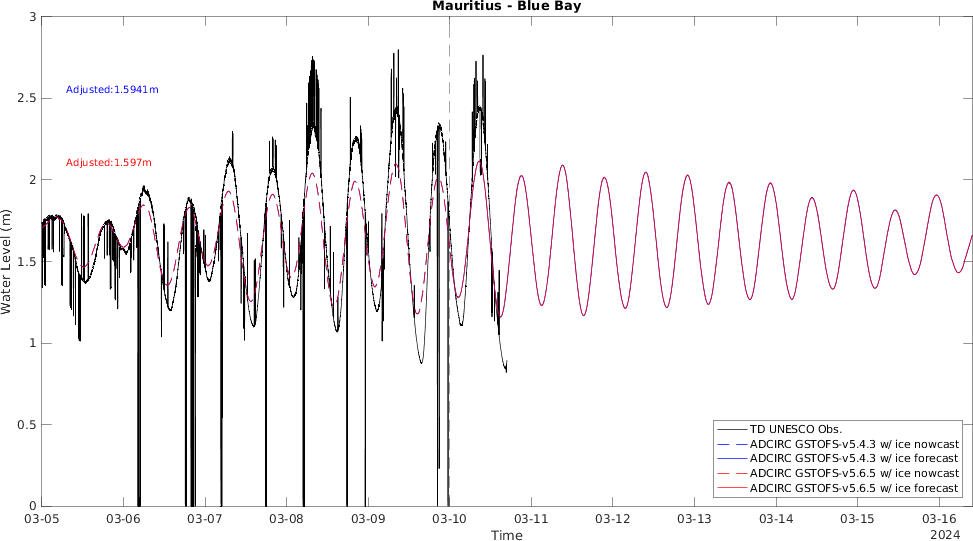 Mauritius - Blue Bay
3
2.5
2
1.5
1
0.5
0
Water Level (m)
Adjusted:1.5941m
Adjusted:1.597m
TD UNESCO Obs.
ADCIRC GSTOFS-v5.4.3 w/ ice nowcast
ADCIRC GSTOFS-v5.4.3 w/ ice forecast
ADCIRC GSTOFS-v5.6.5 w/ ice nowcast
ADCIRC GSTOFS-v5.6.5 w/ ice forecast
03-05 03-06 03-07 03-08 03-09 03-10 03-11 03-12 03-13 03-14 03-15 03-16
Time
2024